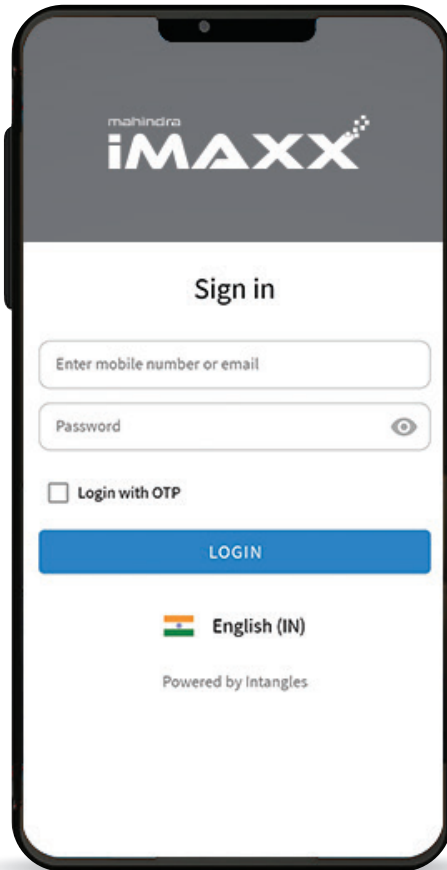 mahindra
iMAXX
Sign in
Enter mobile number or email
Password
Login with OTP
LOGIN
English (IN)
Powered by Intangles